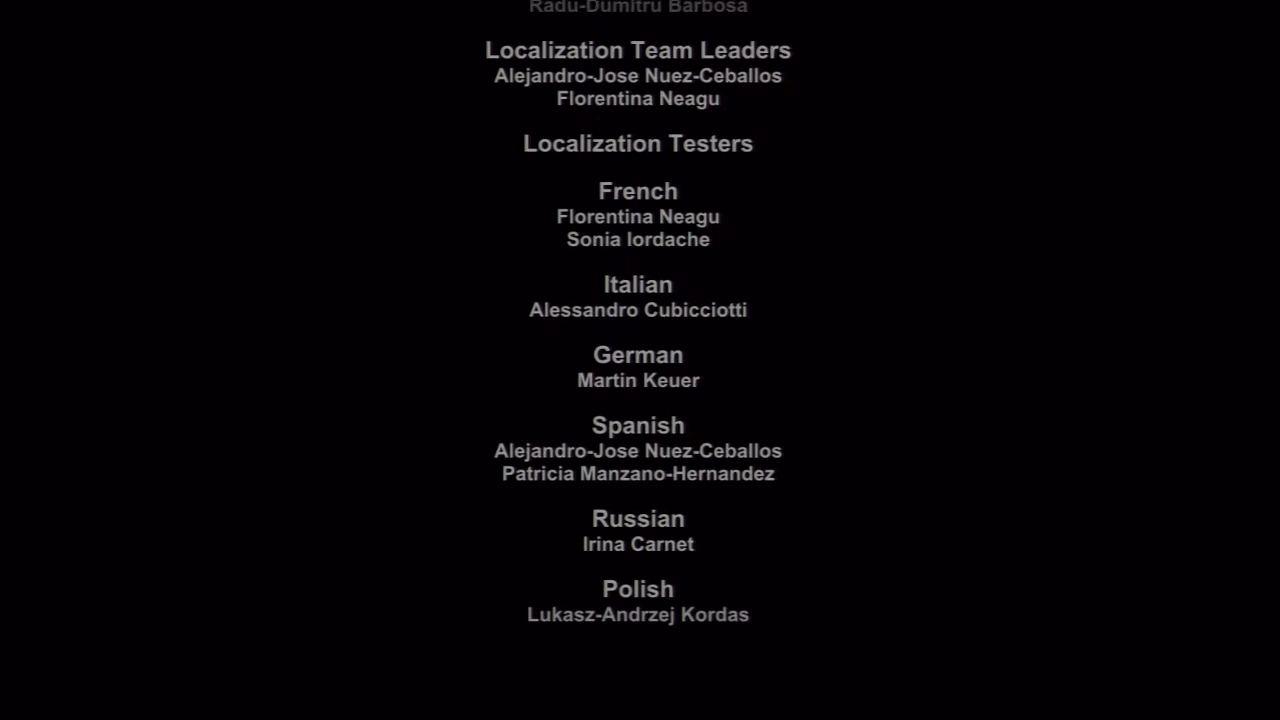 Radu-Dumitru Barbosa
Localization Team Leaders
Alejandro-Jose Nuez-Ceballos
Florentina Neagu
Localization Testers
French
Florentina Neagu
Sonia Iordache
Italian
Alessandro Cubicciotti
German
Martin Keuer
Spanish
Alejandro-Jose Nuez-Ceballos
Patricia Manzano-Hernandez
Russian
Irina Carnet
Polish
Lukasz-Andrzej Kordas